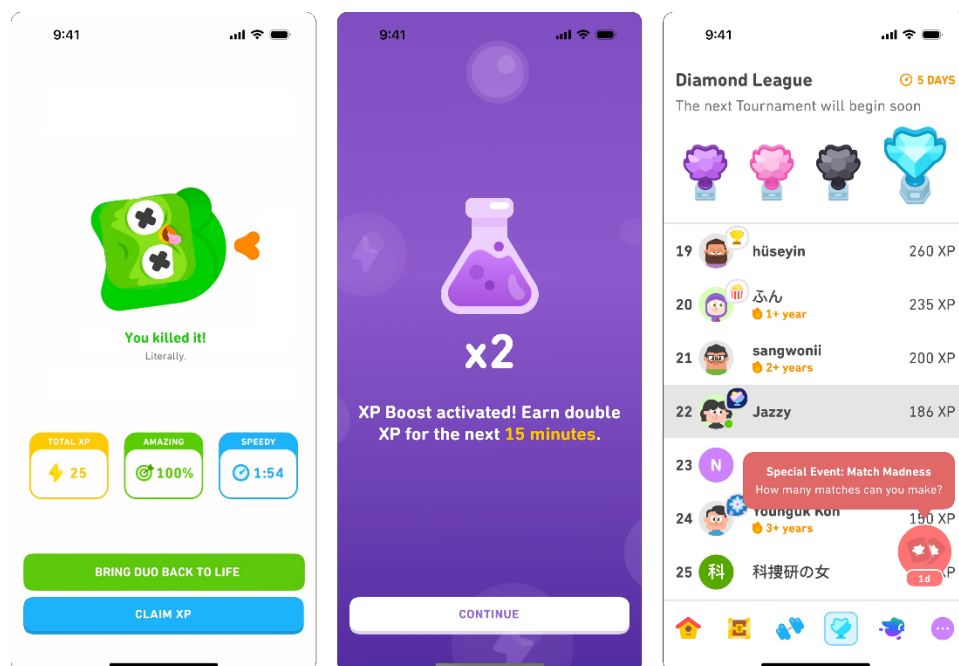 9:41
You killed it!
Literally.
TOTAL XP
25
AMAZING
100%
SPEEDY
1:54
BRING DUO BACK TO LIFE
CLAIM XP
9:41
x2
XP Boost activated! Earn double
XP for the next 15 minutes.
CONTINUE
9:41
Diamond League
5 DAYS
The next Tournament will begin soon
19 hüseyin 260 XP
20 ふん 235 XP
1+ year
21 sangwonii 200 XP
2+ years
22 Jazzy 186 XP
23 N
Special Event: Match Madness
How many matches can you make?
24 Younguk Koh 150 XP
3+ years
25 科 科捜研の女 XP
1d